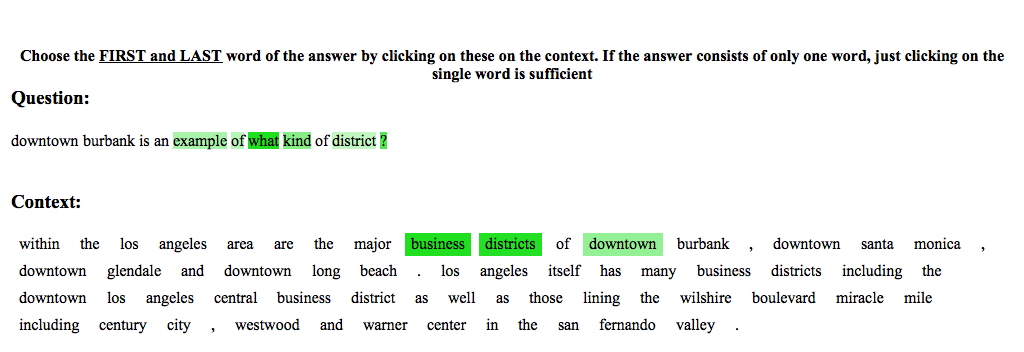 Choose the FIRST and LAST word of the answer by clicking on these on the context. If the answer consists of only one word, just clicking on the
single word is sufficient
Question:
downtown burbank is an example of what kind of district ?
Context:
within the los angeles area are the major business districts of downtown burbank , downtown santa monica ,
downtown glendale and downtown long beach . los angeles itself has many business districts including the
downtown los angeles central business district as well as those lining the wilshire boulevard miracle mile
including century city , westwood and warner center in the san fernando valley .